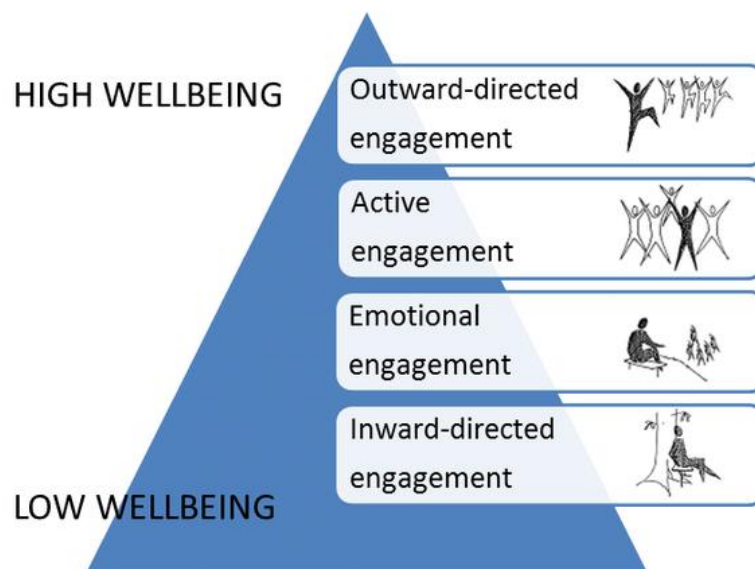 HIGH WELLBEING
Outward-directed
engagement
Active
engagement
Emotional
engagement
Inward-directed
engagement
LOW WELLBEING